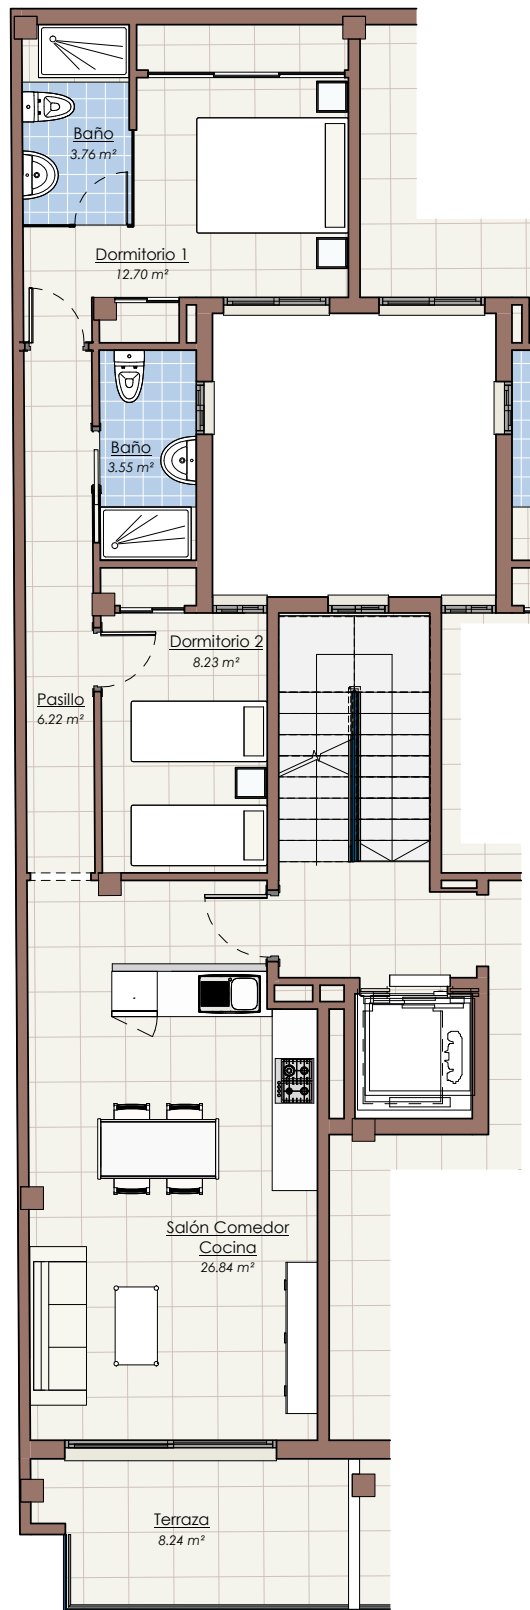 Baño
3.76 m²
Dormitorio 1
12.70 m²
Baño
3.55 m²
Dormitorio 2
8.23 m²
Pasillo
6.22 m²
Salón Comedor
Cocina
26.84 m²
Terraza
8.24 m²